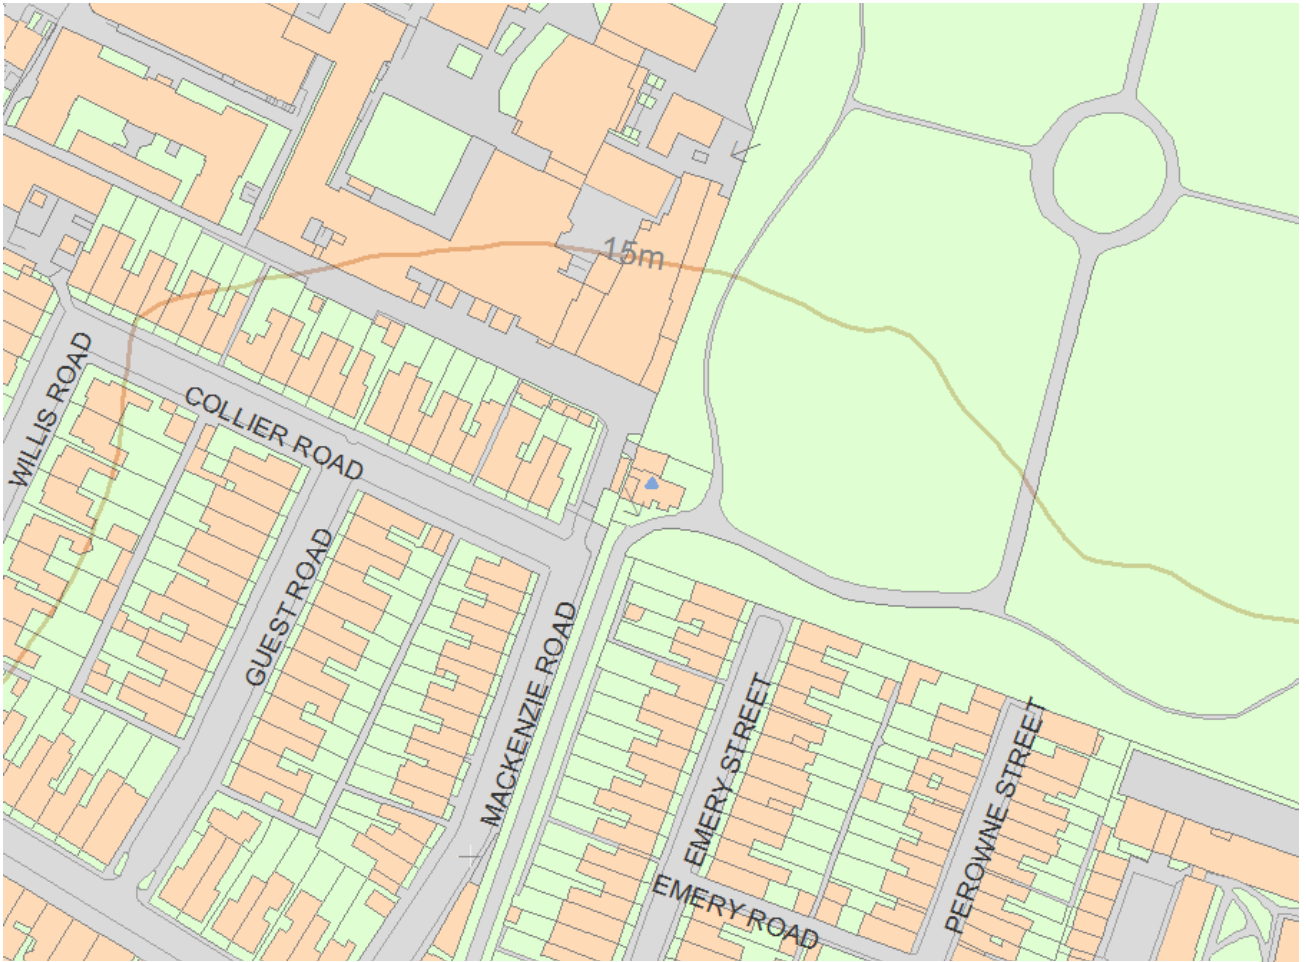 15m
WILLIS ROAD
COLLIER ROAD
GUEST ROAD
MACKENZIE ROAD
EMERY STREET
PEROWNE STREET
EMERY ROAD